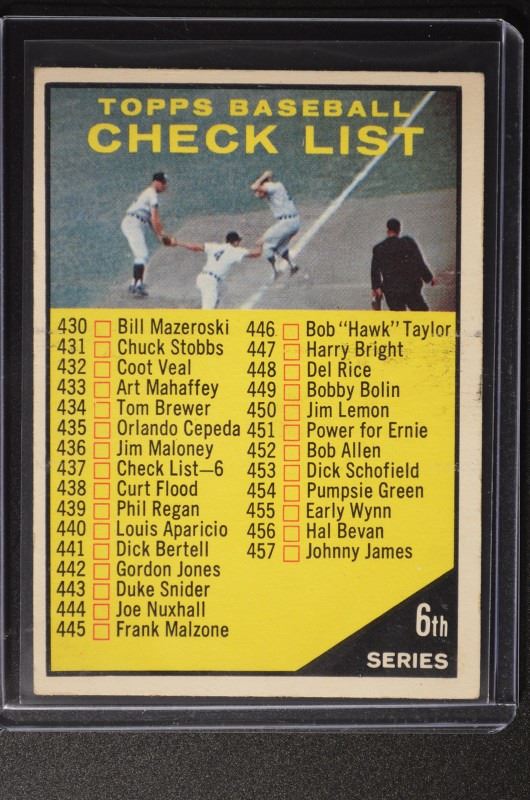 TOPPS BASEBALL
CHECK LIST
4
430 Bill Mazeroski
431 Chuck Stobbs
432 Coot Veal
433 Art Mahaffey
434 Tom Brewer
435 Orlando Cepeda
436 Jim Maloney
437 Check List—6
438 Curt Flood
439 Phil Regan
440 Louis Aparicio
441 Dick Bertell
442 Gordon Jones
443 Duke Snider
444 Joe Nuxhall
445 Frank Malzone
446 Bob "Hawk" Taylor
447 Harry Bright
448 Del Rice
449 Bobby Bolin
450 Jim Lemon
451 Power for Ernie
452 Bob Allen
453 Dick Schofield
454 Pumpsie Green
455 Early Wynn
456 Hal Bevan
457 Johnny James
6th
SERIES